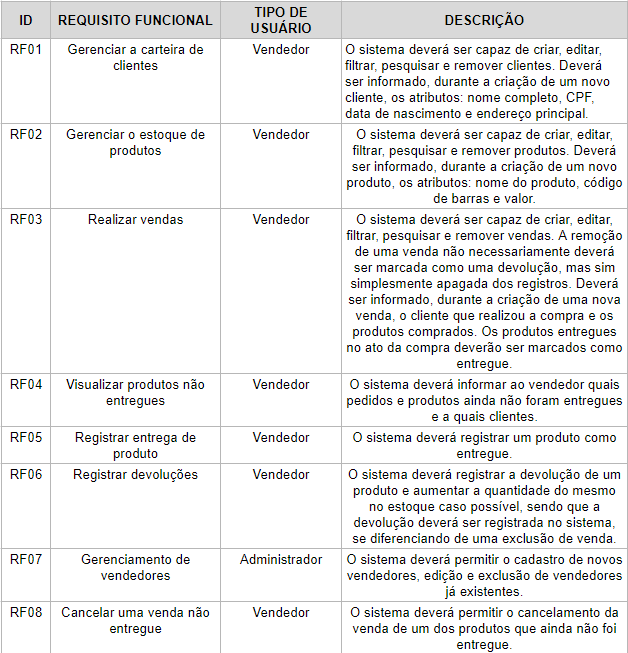 ID REQUISITO FUNCIONAL TIPO DE USUÁRIO DESCRIÇÃO
RF01 Gerenciar a carteira de clientes Vendedor O sistema deverá ser capaz de criar, editar,
filtrar, pesquisar e remover clientes. Deverá
ser informado, durante a criação de um novo
cliente, os atributos: nome completo, CPF,
data de nascimento e endereço principal.
RF02 Gerenciar o estoque de produtos Vendedor O sistema deverá ser capaz de criar, editar,
filtrar, pesquisar e remover produtos. Deverá
ser informado, durante a criação de um novo
produto, os atributos: nome do produto, código
de barras e valor.
RF03 Realizar vendas Vendedor O sistema deverá ser capaz de criar, editar,
filtrar, pesquisar e remover vendas. A remoção
de uma venda não necessariamente deverá
ser marcada como uma devolução, mas sim
simplesmente apagada dos registros. Deverá
ser informado, durante a criação de uma nova
venda, o cliente que realizou a compra e os
produtos comprados. Os produtos entregues
no ato da compra deverão ser marcados como
entregue.
RF04 Visualizar produtos não entregues Vendedor O sistema deverá informar ao vendedor quais
pedidos e produtos ainda não foram entregues
e a quais clientes.
RF05 Registrar entrega de produto Vendedor O sistema deverá registrar um produto como
entregue.
RF06 Registrar devoluções Vendedor O sistema deverá registrar a devolução de um
produto e aumentar a quantidade do mesmo
no estoque caso possível, sendo que a
devolução deverá ser registrada no sistema,
se diferenciando de uma exclusão de venda.
RF07 Gerenciamento de vendedores Administrador O sistema deverá permitir o cadastro de novos
vendedores, edição e exclusão de vendedores
já existentes.
RF08 Cancelar uma venda não entregue Vendedor O sistema deverá permitir o cancelamento da
venda de um dos produtos que ainda não foi
entregue.